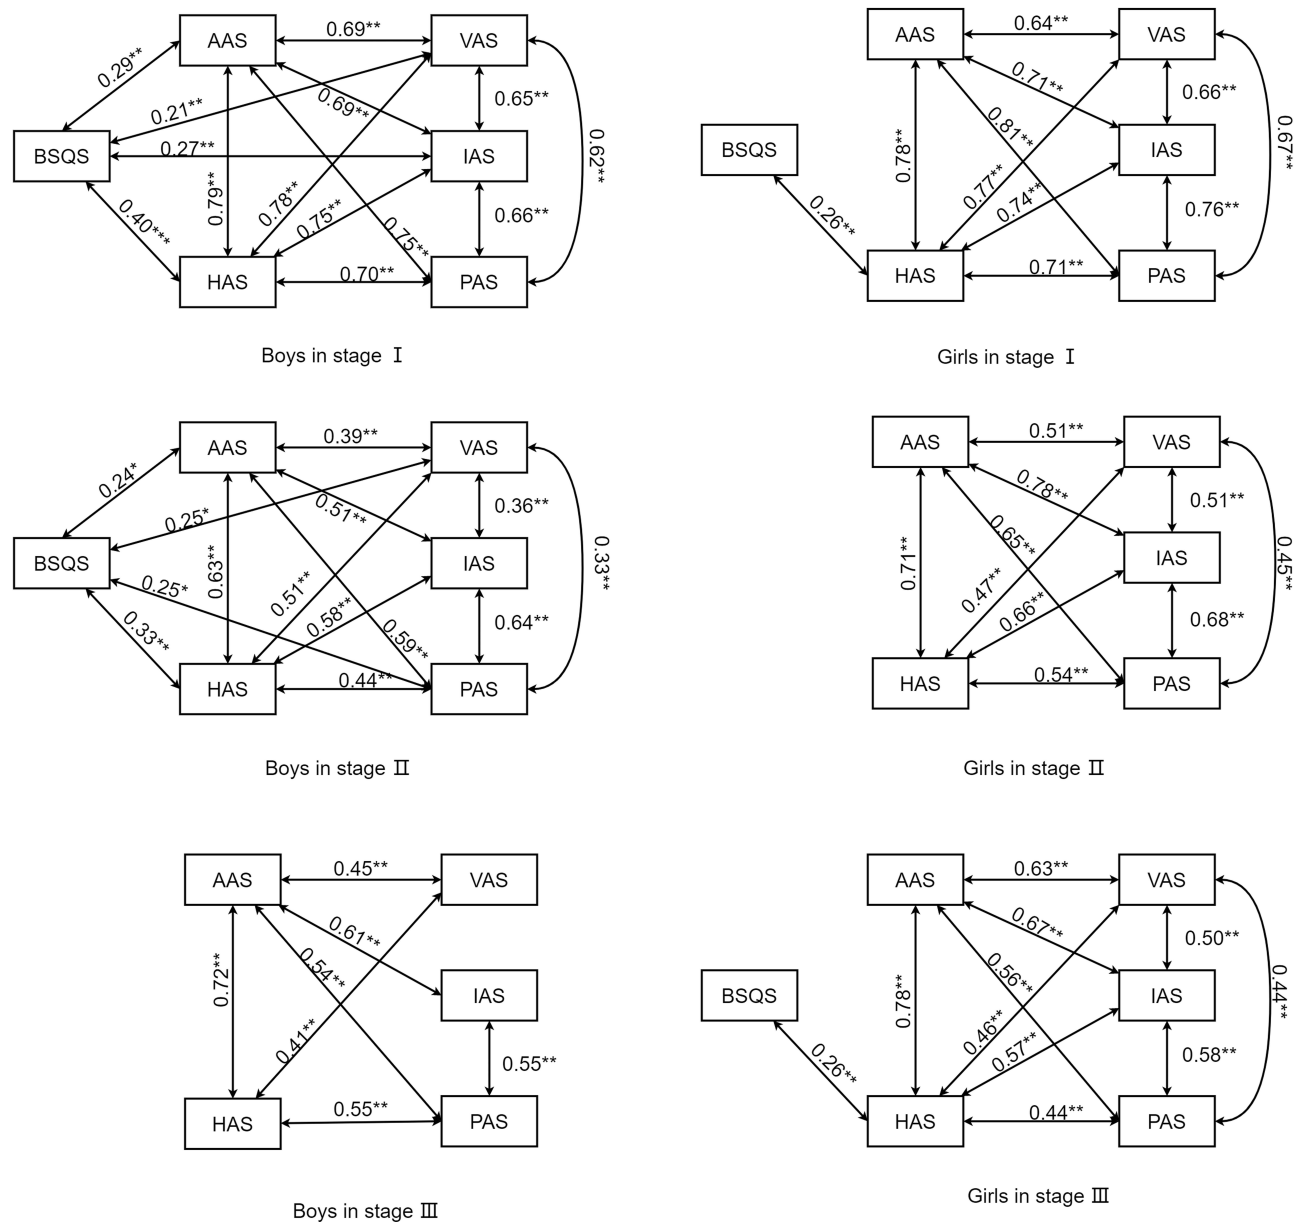 AAS
0.69**
VAS
0.29**
0.21**
0.69**
0.65**
BSQS
0.27**
IAS
0.62**
0.40***
0.79**
0.78**
0.75**
0.75**
0.66**
HAS
0.70**
PAS
Boys in stage Ⅰ
AAS
0.64**
VAS
0.71**
0.66**
0.81**
BSQS
0.78**
IAS
0.67**
0.26**
0.77**
0.74**
0.76**
HAS
0.71**
PAS
Girls in stage Ⅰ
AAS
0.39**
VAS
0.24*
0.25*
0.51**
0.36**
BSQS
0.63**
IAS
0.33**
0.25*
0.33**
0.51**
0.58**
0.59**
0.64**
HAS
0.44**
PAS
Boys in stage Ⅱ
AAS
0.51**
VAS
0.78**
0.51**
0.65**
0.71**
IAS
0.45**
0.47**
0.66**
0.68**
HAS
0.54**
PAS
Girls in stage Ⅱ
AAS
0.45**
VAS
0.61**
0.54**
0.72**
IAS
0.41**
0.55**
HAS
0.55**
PAS
Boys in stage Ⅲ
AAS
0.63**
VAS
0.67**
0.50**
0.56**
BSQS
0.78**
IAS
0.44**
0.26**
0.46**
0.57**
0.58**
HAS
0.44**
PAS
Girls in stage Ⅲ